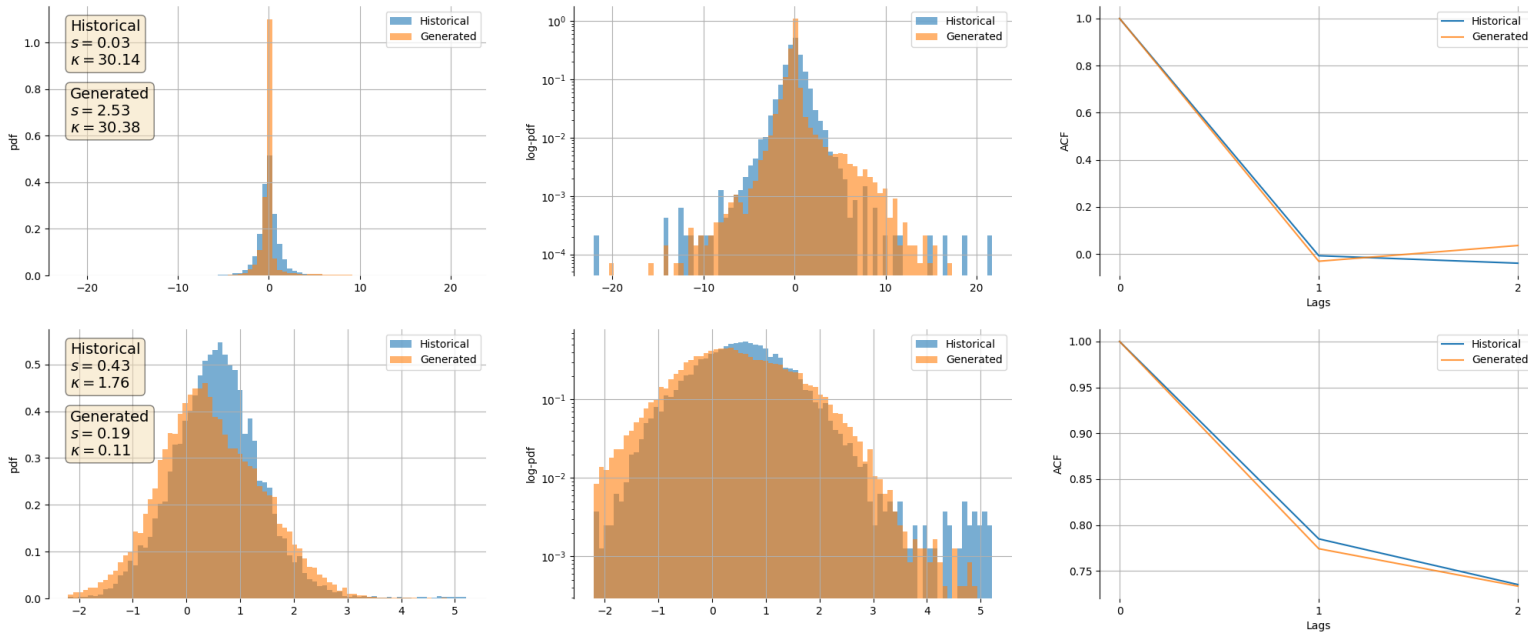 Historical
s = 0.03
κ = 30.14
Generated
s = 2.53
κ = 30.38
Historical
Generated
pdf
1.0
0.8
0.6
0.4
0.2
0.0
−20
−10
0
10
20
Historical
Generated
log-pdf
10⁰
10⁻¹
10⁻²
10⁻³
10⁻⁴
−20
−10
0
10
20
Historical
Generated
ACF
1.0
0.8
0.6
0.4
0.2
0.0
0
1
2
Lags
Historical
s = 0.43
κ = 1.76
Generated
s = 0.19
κ = 0.11
Historical
Generated
pdf
0.5
0.4
0.3
0.2
0.1
0.0
−2
−1
0
1
2
3
4
5
Historical
Generated
log-pdf
10⁻¹
10⁻²
10⁻³
−2
−1
0
1
2
3
4
5
Historical
Generated
ACF
1.00
0.95
0.90
0.85
0.80
0.75
0
1
2
Lags